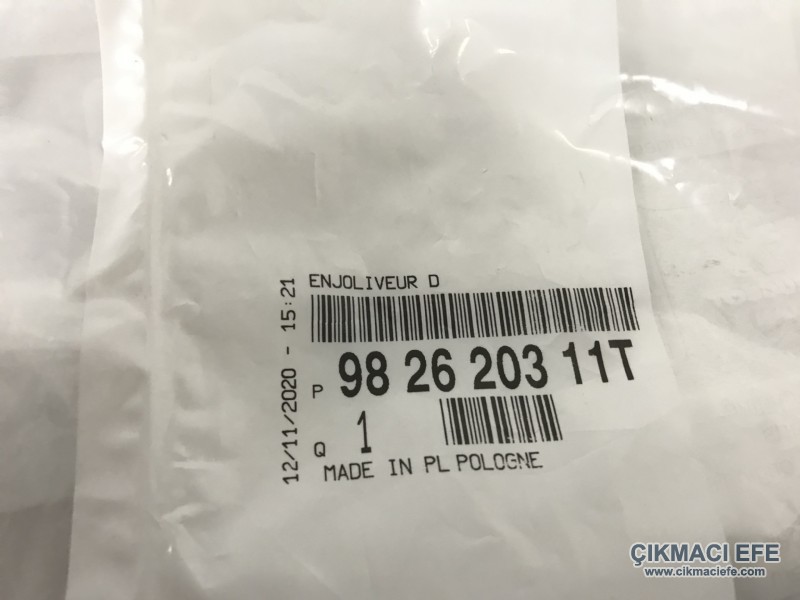 12/11/2020 - 15:21
ENJOLIVEUR D
P 98 26 203 11T
Q 1
MADE IN PL POLOGNE
ÇIKMACI EFE
www.cikmaciefe.com